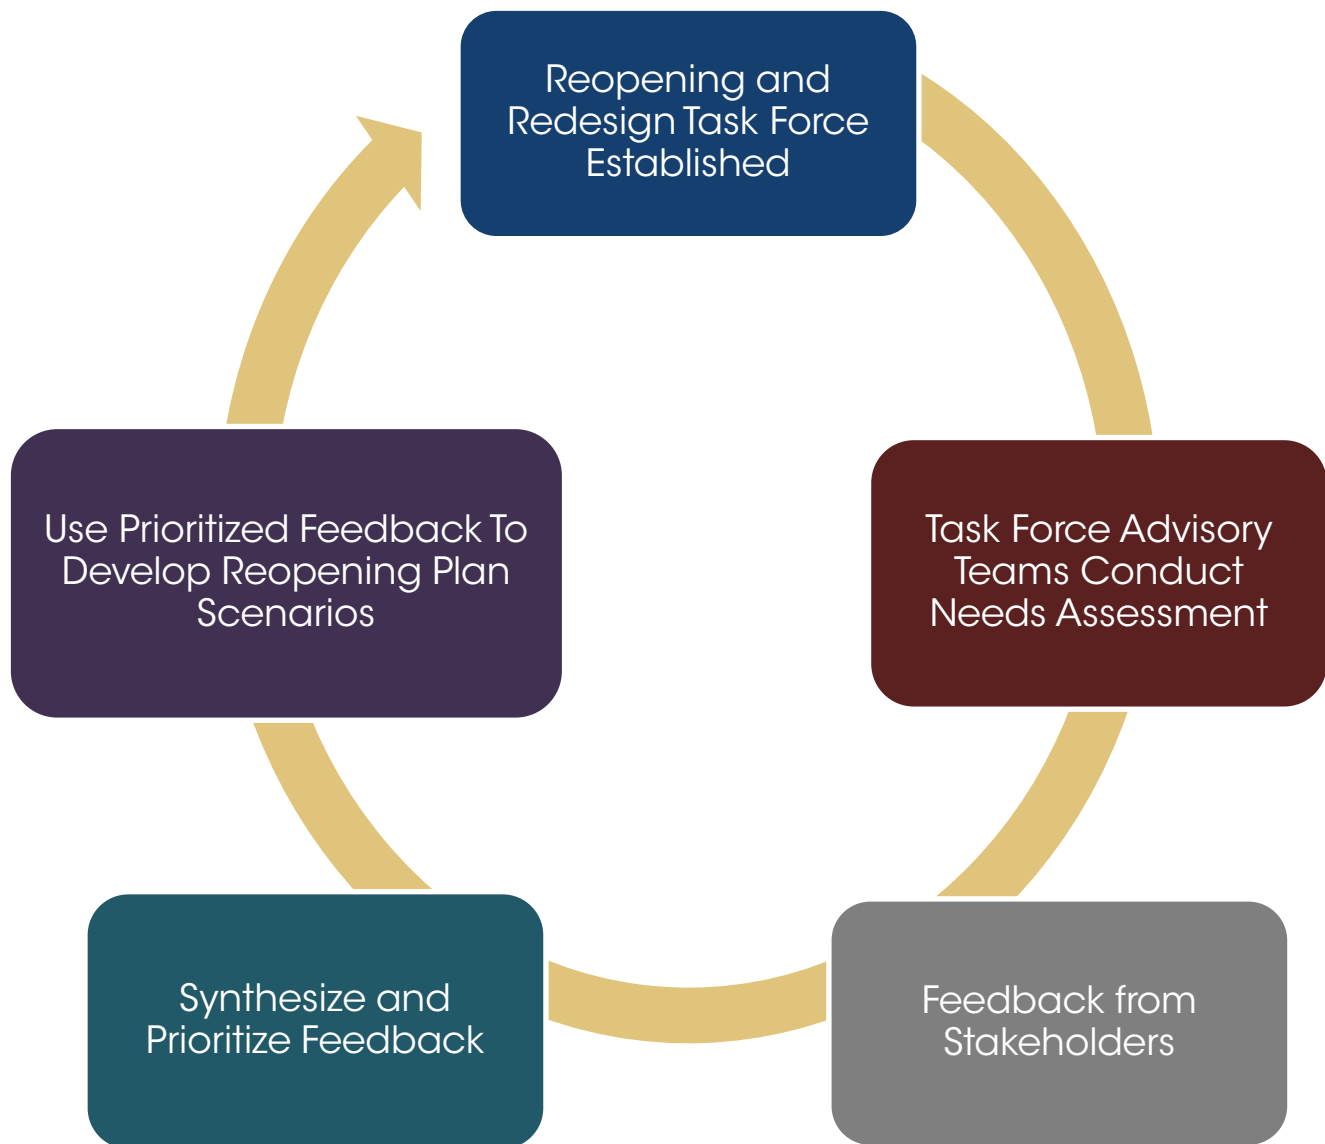 Reopening and
Redesign Task Force
Established
Task Force Advisory
Teams Conduct
Needs Assessment
Feedback from
Stakeholders
Synthesize and
Prioritize Feedback
Use Prioritized Feedback To
Develop Reopening Plan
Scenarios